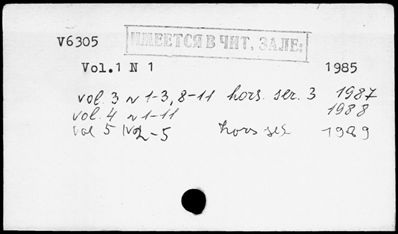 V6305 ИМЕЕТСЯ В ЧИТ. ЗАЛЕ:
Vol.1 N 1 1985
vol. 3 N 1-3, 8-11 hors. ser. 3 1987
vol. 4 N 1-11 1988
vol 5 N 2-5 hors ser 1989